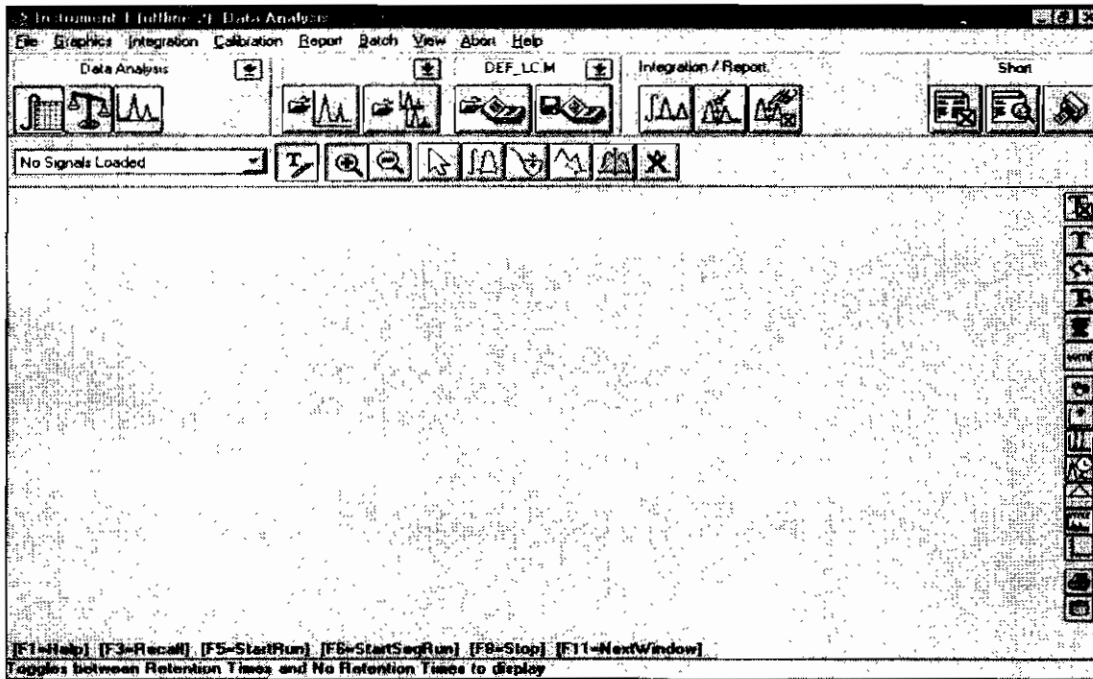 Instrument 1 (offline 2): Data Analysis
File Graphics Integration Calibration Report Batch View Abort Help
Data Analysis
DEF_LC.M
Integration / Report
Short
No Signals Loaded
T
T
T
wmf
[F1=Help] [F3=Recall] [F5=StartRun] [F6=StartSeqRun] [F8=Stop] [F11=NextWindow]
Toggles between Retention Times and No Retention Times to display